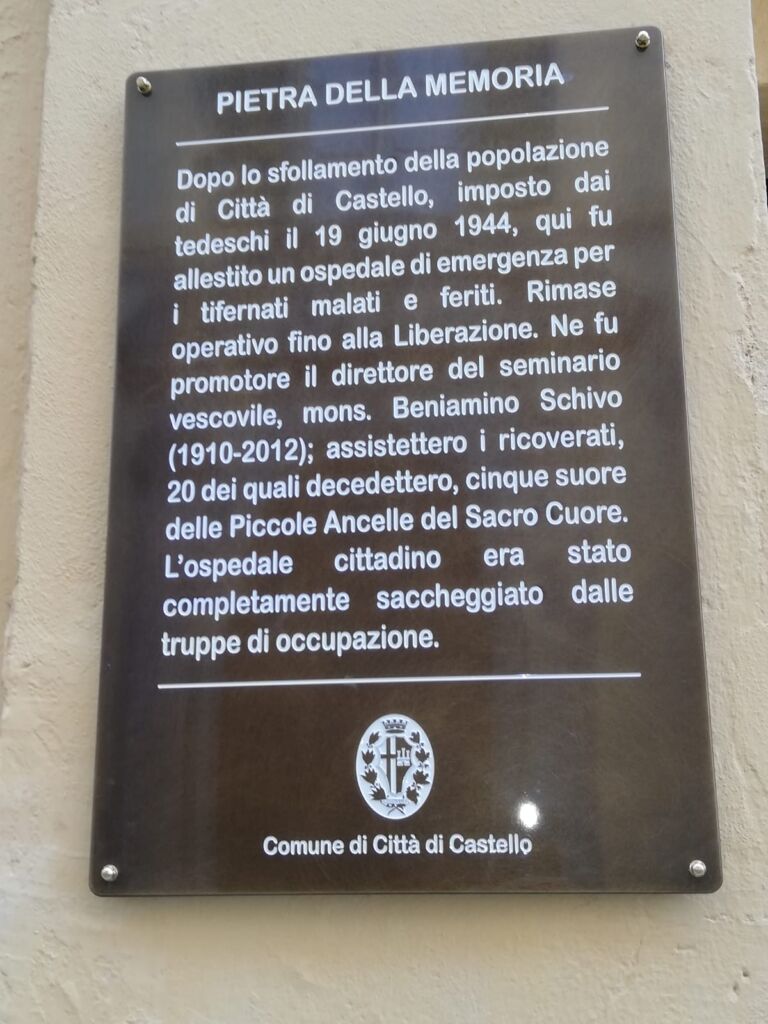 PIETRA DELLA MEMORIA
Dopo lo sfollamento della popolazione
di Città di Castello, imposto dai
tedeschi il 19 giugno 1944, qui fu
allestito un ospedale di emergenza per
i tifernati malati e feriti. Rimase
operativo fino alla Liberazione. Ne fu
promotore il direttore del seminario
vescovile, mons. Beniamino Schivo
(1910-2012); assistettero i ricoverati,
20 dei quali decedettero, cinque suore
delle Piccole Ancelle del Sacro Cuore.
L'ospedale cittadino era stato
completamente saccheggiato dalle
truppe di occupazione.
Comune di Città di Castello